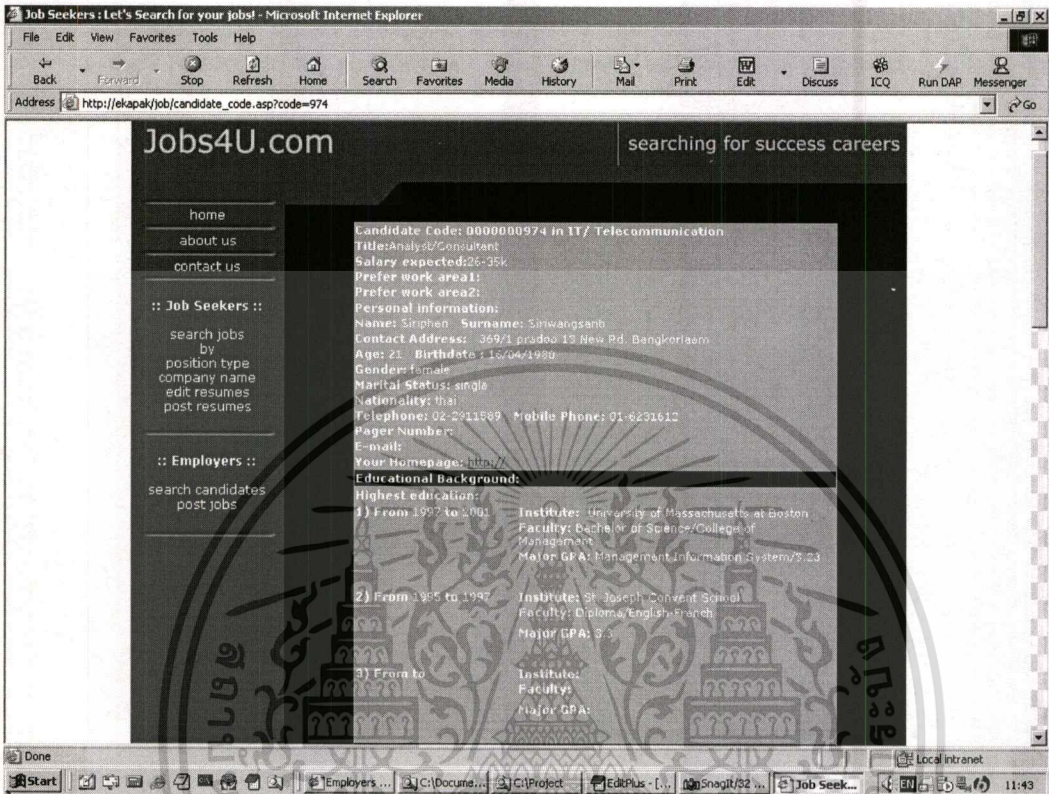 Job Seekers : Let's Search for your jobs! - Microsoft Internet Explorer
File Edit View Favorites Tools Help
Back Forward Stop Refresh Home Search Favorites Media History Mail Print Edit Discuss ICQ Run DAP Messenger
Address http://ekapak/job/candidate_code.asp?code=974 Go
Jobs4U.com
searching for success careers
home
about us
contact us
:: Job Seekers ::
search jobs
by
position type
company name
edit resumes
post resumes
:: Employers ::
search candidates
post jobs
Candidate Code: 0000000974 in IT/ Telecommunication
Title:Analyst/Consultant
Salary expected:26-35k
Prefer work area1:
Prefer work area2:
Personal information:
Name: Siriphen Surname: Siriwangsanti
Contact Address: 369/1 pradoo 13 New Rd. Bangkorlaem
Age: 21 Birthdate : 16/04/1980
Gender: female
Marital Status: single
Nationality: thai
Telephone: 02-2911589 Mobile Phone: 01-6231612
Pager Number:
E-mail:
Your Homepage: http://
Educational Background:
Highest education:
1) From 1997 to 2001 Institute: University of Massachusetts at Boston
Faculty: Bachelor of Science/College of
Management
Major GPA: Management Information System/3.23
2) From 1995 to 1997 Institute: St. Joseph Convent School
Faculty: Diploma/English-French
Major GPA: 3.3
3) From to Institute:
Faculty:
Major GPA:
Done Local intranet
Start Employers ... C:\Docume... C:\Project EditPlus - [... SnagIt/32 ... Job Seek... EN 11:43